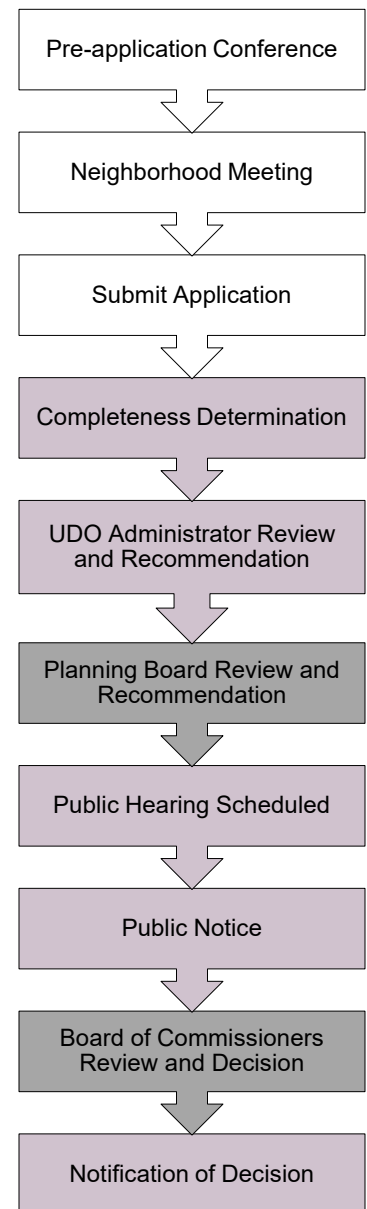 Pre-application Conference
Neighborhood Meeting
Submit Application
Completeness Determination
UDO Administrator Review
and Recommendation
Planning Board Review and
Recommendation
Public Hearing Scheduled
Public Notice
Board of Commissioners
Review and Decision
Notification of Decision